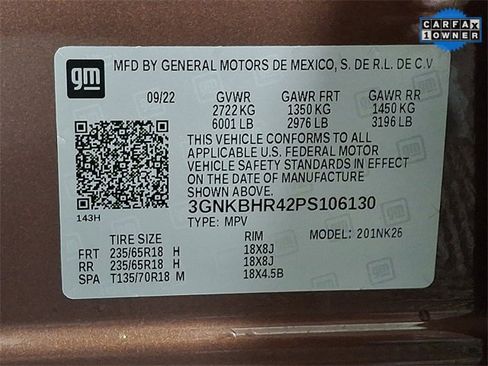 CARFAX
1 OWNER
gm
MFD BY GENERAL MOTORS DE MEXICO, S. DE R.L. DE C.V
09/22 GVWR GAWR FRT GAWR RR
2722 KG 1350 KG 1450 KG
6001 LB 2976 LB 3196 LB
THIS VEHICLE CONFORMS TO ALL
APPLICABLE U.S. FEDERAL MOTOR
VEHICLE SAFETY STANDARDS IN EFFECT
ON THE DATE OF MANUFACTURE
SHOWN ABOVE.
143H
3GNKBHR42PS106130
TYPE: MPV
TIRE SIZE RIM MODEL: 201NK26
FRT 235/65R18 H 18X8J
RR 235/65R18 H 18X8J
SPA T135/70R18 M 18X4.5B